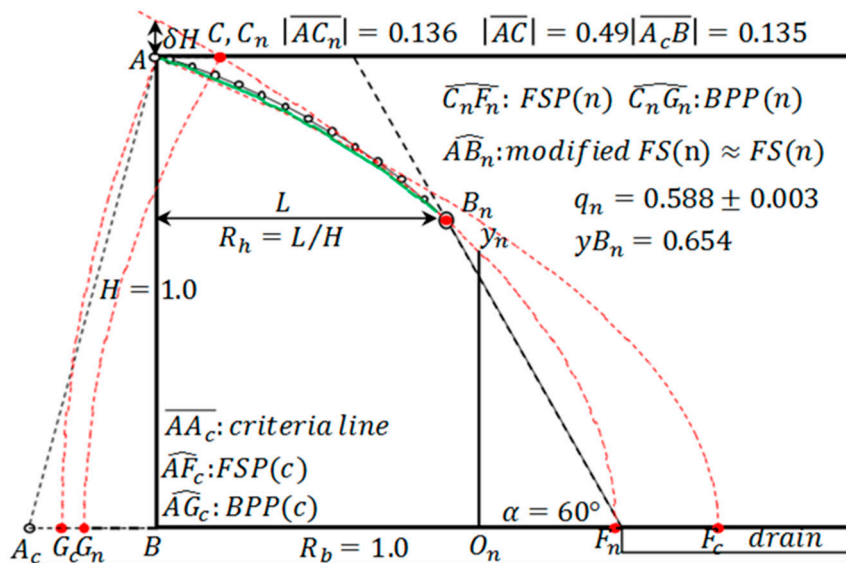 δH C, C_n |AC_n| = 0.136 |AC| = 0.49|A_cB| = 0.135
A
C_nF_n: FSP(n) C_nG_n:BPP(n)
AB_n:modified FS(n) ≈ FS(n)
L B_n q_n = 0.588 ± 0.003
R_h = L/H y_n yB_n = 0.654
H = 1.0
AA_c: criteria line
AF_c:FSP(c)
AG_c: BPP(c) α = 60°
A_c G_c G_n B R_b = 1.0 O_n F_n F_c drain